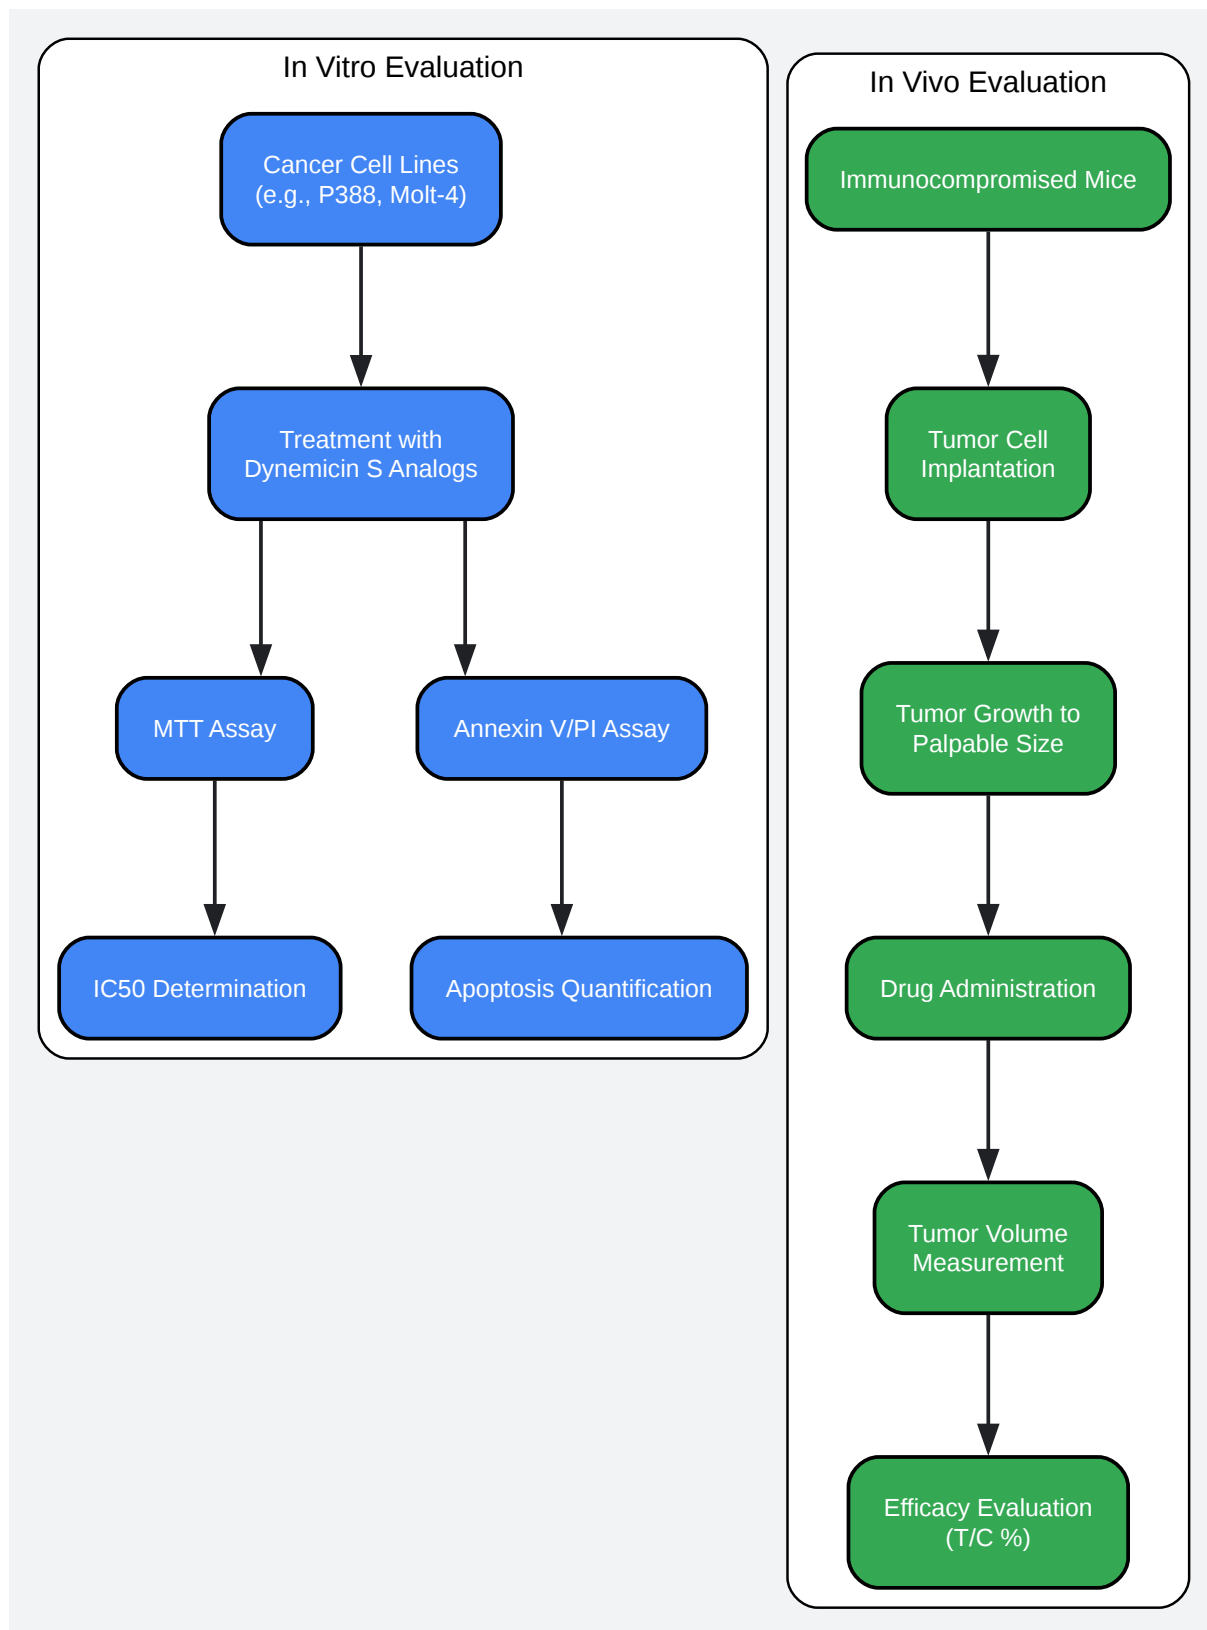 In Vitro Evaluation
Cancer Cell Lines
(e.g., P388, Molt-4)
Treatment with
Dynemicin S Analogs
MTT Assay
Annexin V/PI Assay
IC50 Determination
Apoptosis Quantification
In Vivo Evaluation
Immunocompromised Mice
Tumor Cell
Implantation
Tumor Growth to
Palpable Size
Drug Administration
Tumor Volume
Measurement
Efficacy Evaluation
(T/C %)